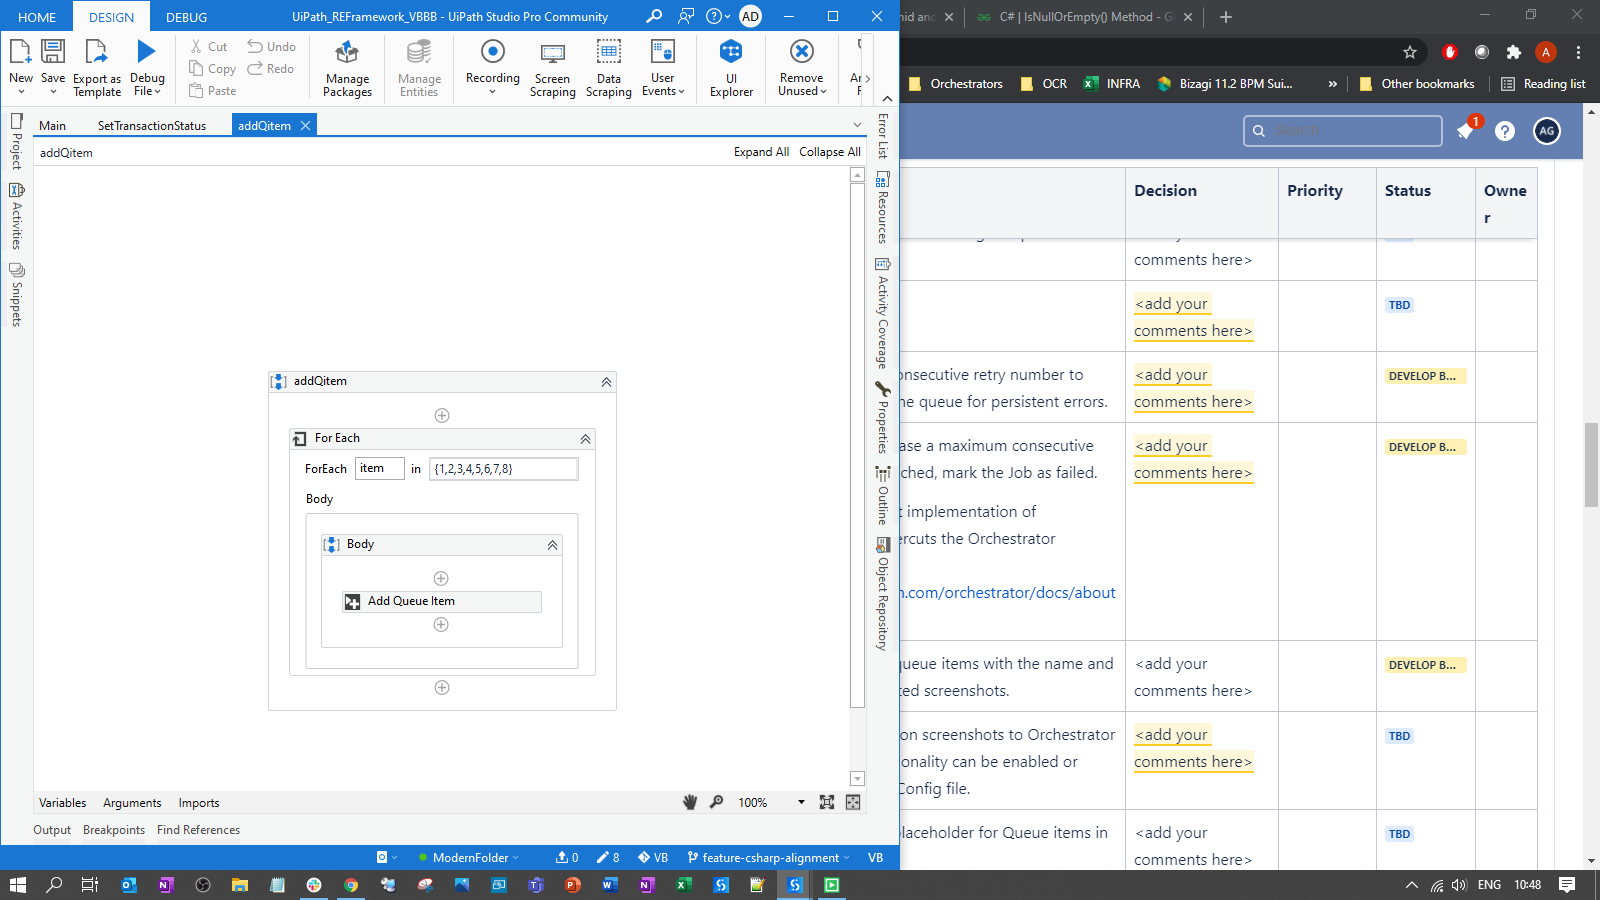 HOME
DESIGN
DEBUG
UiPath_REFramework_VBBB - UiPath Studio Pro Community
AD
New
Save
Export as
Template
Debug
File
Cut
Copy
Paste
Undo
Redo
Manage
Packages
Manage
Entities
Recording
Screen
Scraping
Data
Scraping
User
Events
UI
Explorer
Remove
Unused
Main
SetTransactionStatus
addQitem
addQitem
Expand All
Collapse All
Project
Activities
Snippets
Error List
Resources
Activity Coverage
Properties
Outline
Object Repository
addQitem
For Each
ForEach
item
in
{1,2,3,4,5,6,7,8}
Body
Body
Add Queue Item
Variables
Arguments
Imports
100%
Output
Breakpoints
Find References
ModernFolder
0
8
VB
feature-csharp-alignment
VB
C# | IsNullOrEmpty() Method - G
A
Orchestrators
OCR
INFRA
Bizagi 11.2 BPM Sui...
»
Other bookmarks
Reading list
Search
1
AG
Decision
Priority
Status
Owne
r
comments here>
<add your
comments here>
TBD
onsecutive retry number to
ne queue for persistent errors.
<add your
comments here>
DEVELOP B...
ase a maximum consecutive
ched, mark the Job as failed.
t implementation of
ercuts the Orchestrator
n.com/orchestrator/docs/about
<add your
comments here>
DEVELOP B...
queue items with the name and
ted screenshots.
<add your
comments here>
DEVELOP B...
on screenshots to Orchestrator
onality can be enabled or
Config file.
<add your
comments here>
TBD
placeholder for Queue items in
<add your
comments here>
TBD
ENG
10:48